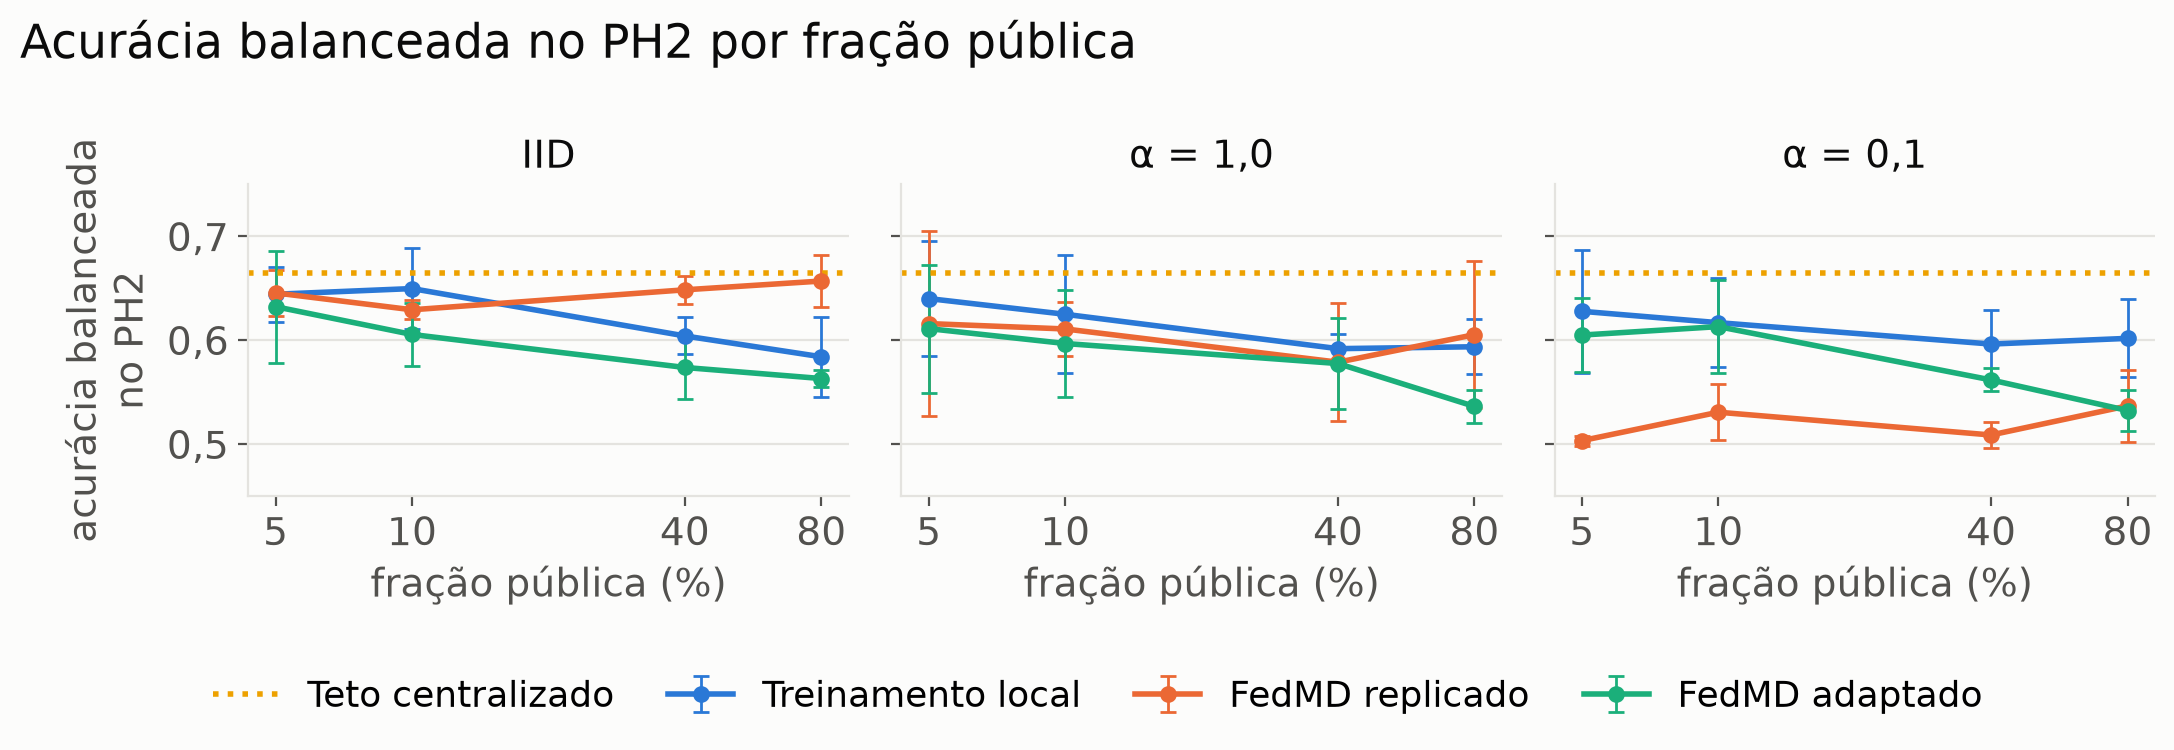 Acurácia balanceada no PH2 por fração pública
IID
α = 1,0
α = 0,1
acurácia balanceada
no PH2
0,7
0,6
0,5
5 10 40 80
5 10 40 80
5 10 40 80
fração pública (%)
fração pública (%)
fração pública (%)
Teto centralizado
Treinamento local
FedMD replicado
FedMD adaptado